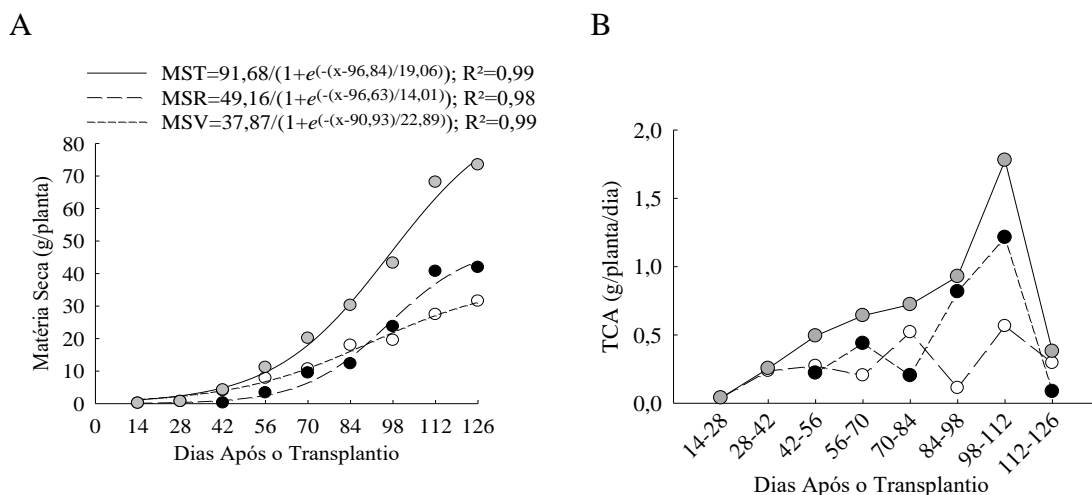 A
MST=91,68/(1+e(-(x-96,84)/19,06)); R²=0,99
MSR=49,16/(1+e(-(x-96,63)/14,01)); R²=0,98
MSV=37,87/(1+e(-(x-90,93)/22,89)); R²=0,99
Matéria Seca (g/planta)
80
70
60
50
40
30
20
10
0
0 14 28 42 56 70 84 98 112 126
Dias Após o Transplantio
B
TCA (g/planta/dia)
2,0
1,5
1,0
0,5
0,0
14-28 28-42 42-56 56-70 70-84 84-98 98-112 112-126
Dias Após o Transplantio